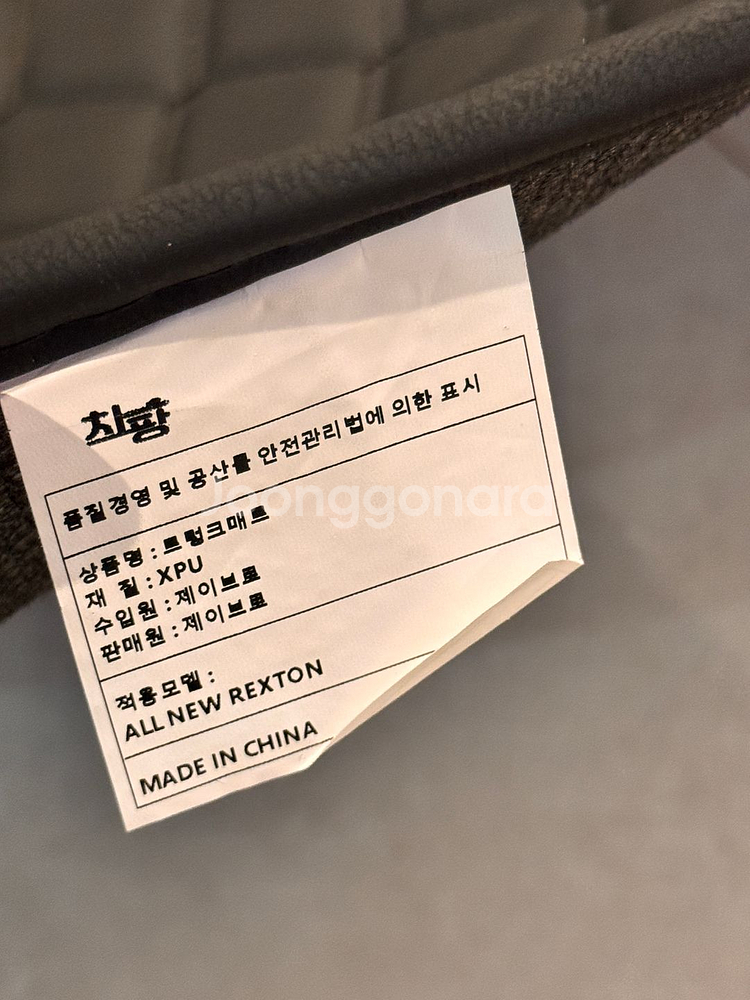 차팡
품질경영 및 공산품 안전관리법에 의한 표시
상품명 : 트렁크매트
재 질 : XPU
수입원 : 제이브로
판매원 : 제이브로
적용모델 :
ALL NEW REXTON
MADE IN CHINA
Joonggonara